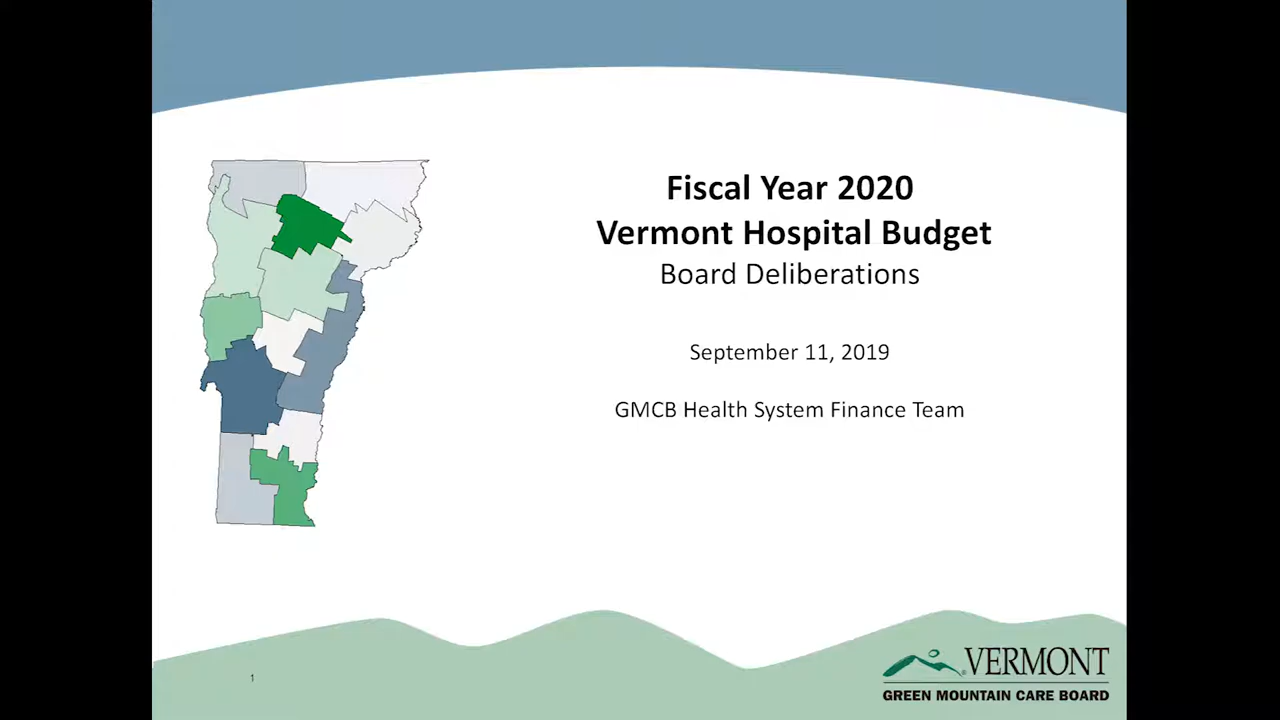 Fiscal Year 2020
Vermont Hospital Budget
Board Deliberations
September 11, 2019
GMCB Health System Finance Team
1
VERMONT
GREEN MOUNTAIN CARE BOARD